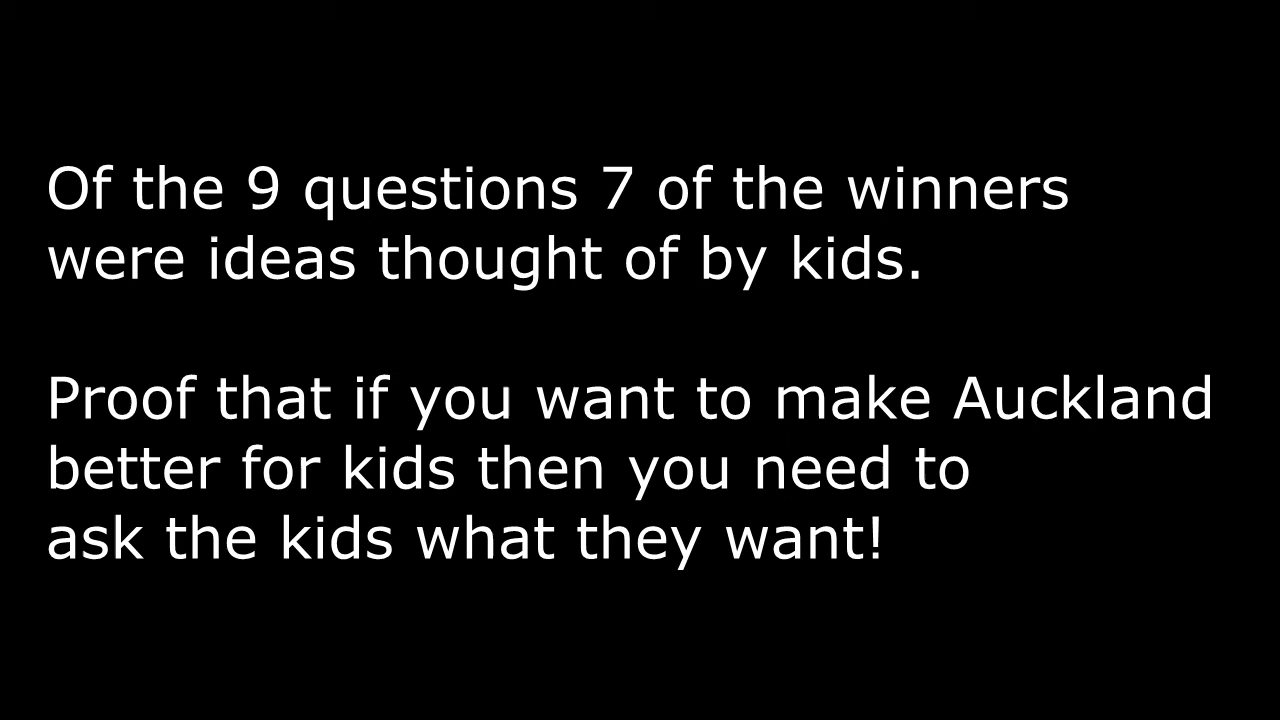 Of the 9 questions 7 of the winners
were ideas thought of by kids.
Proof that if you want to make Auckland
better for kids then you need to
ask the kids what they want!